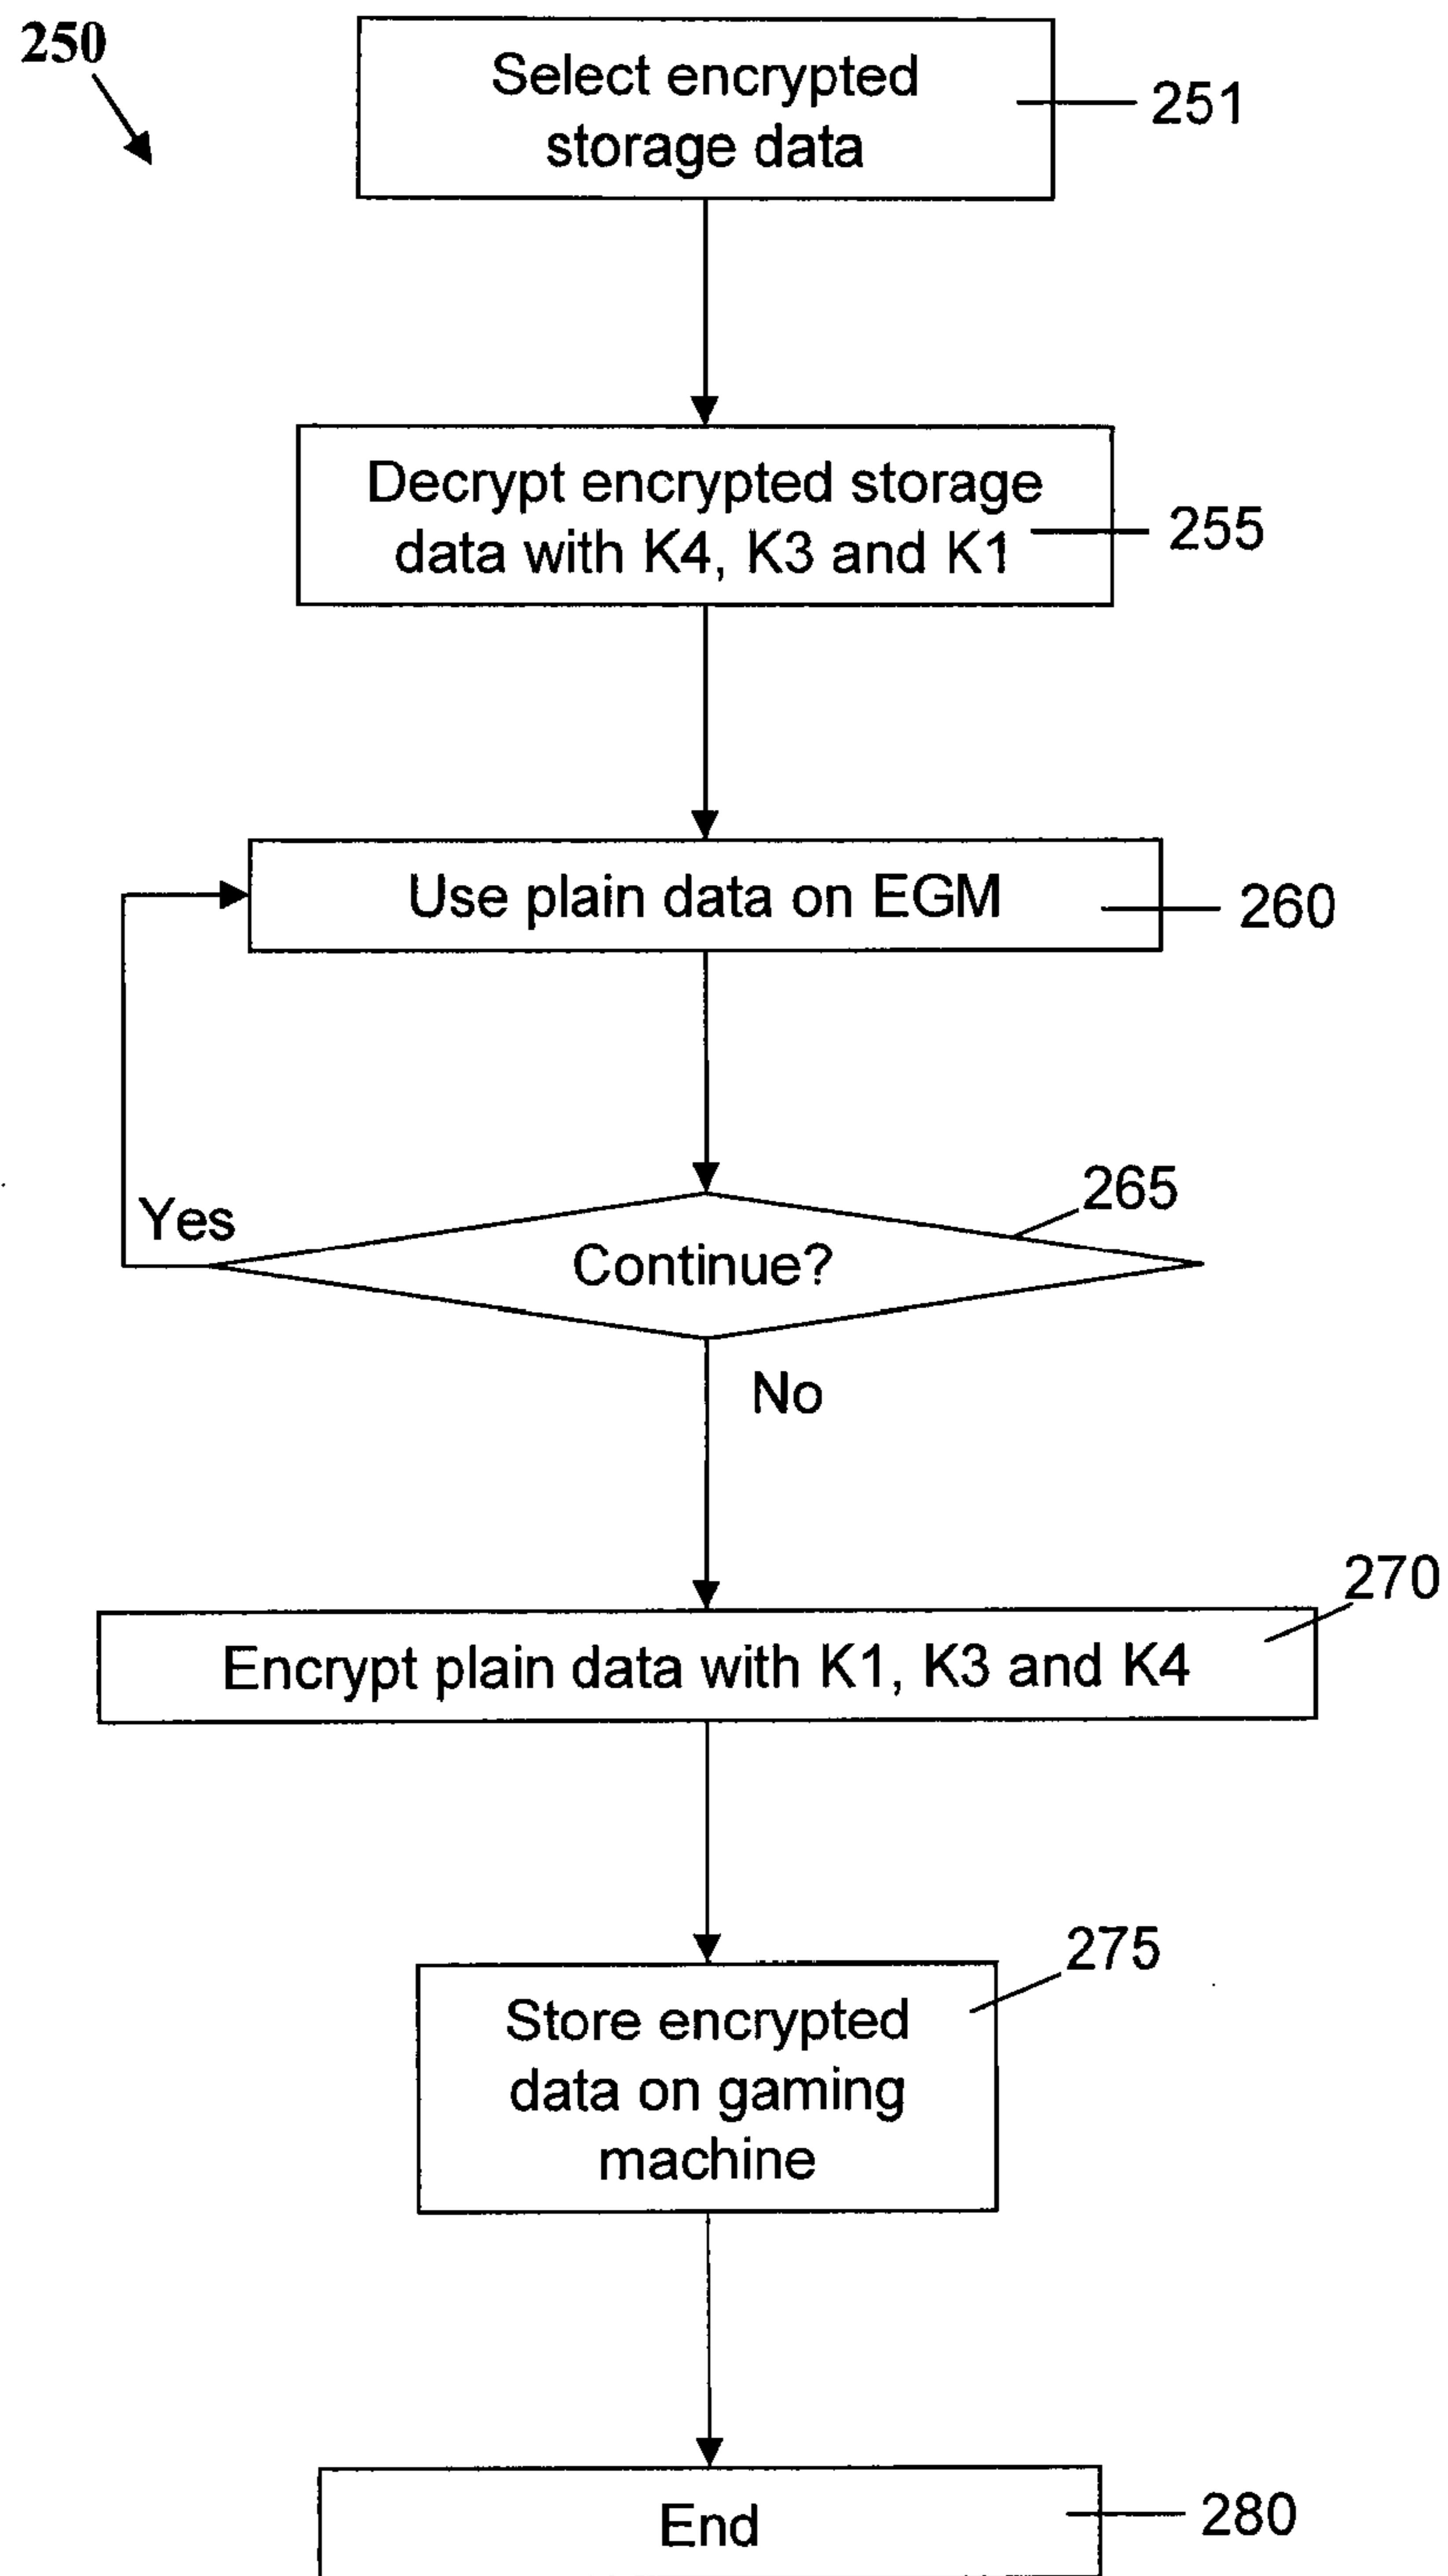 250
Select encrypted
storage data
251
Decrypt encrypted storage
data with K4, K3 and K1
255
Use plain data on EGM
260
265
Yes
Continue?
No
270
Encrypt plain data with K1, K3 and K4
275
Store encrypted
data on gaming
machine
End
280